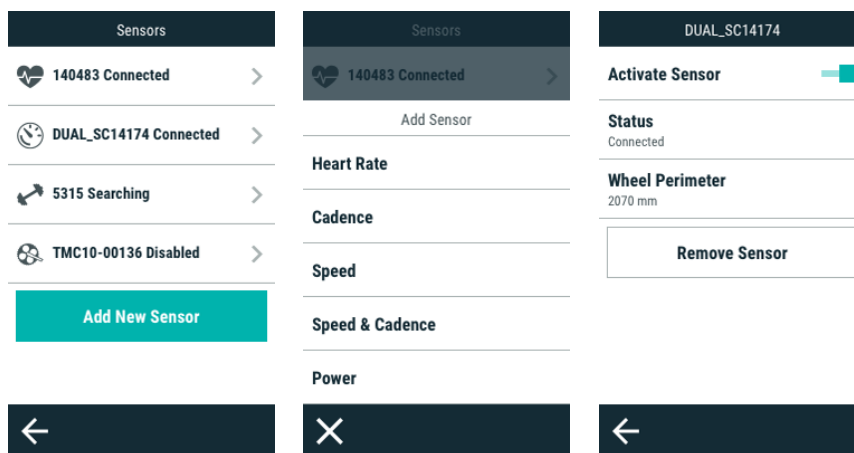 Sensors
140483 Connected
DUAL_SC14174 Connected
5315 Searching
TMC10-00136 Disabled
Add New Sensor
Sensors
140483 Connected
Add Sensor
Heart Rate
Cadence
Speed
Speed & Cadence
Power
DUAL_SC14174
Activate Sensor
Status
Connected
Wheel Perimeter
2070 mm
Remove Sensor